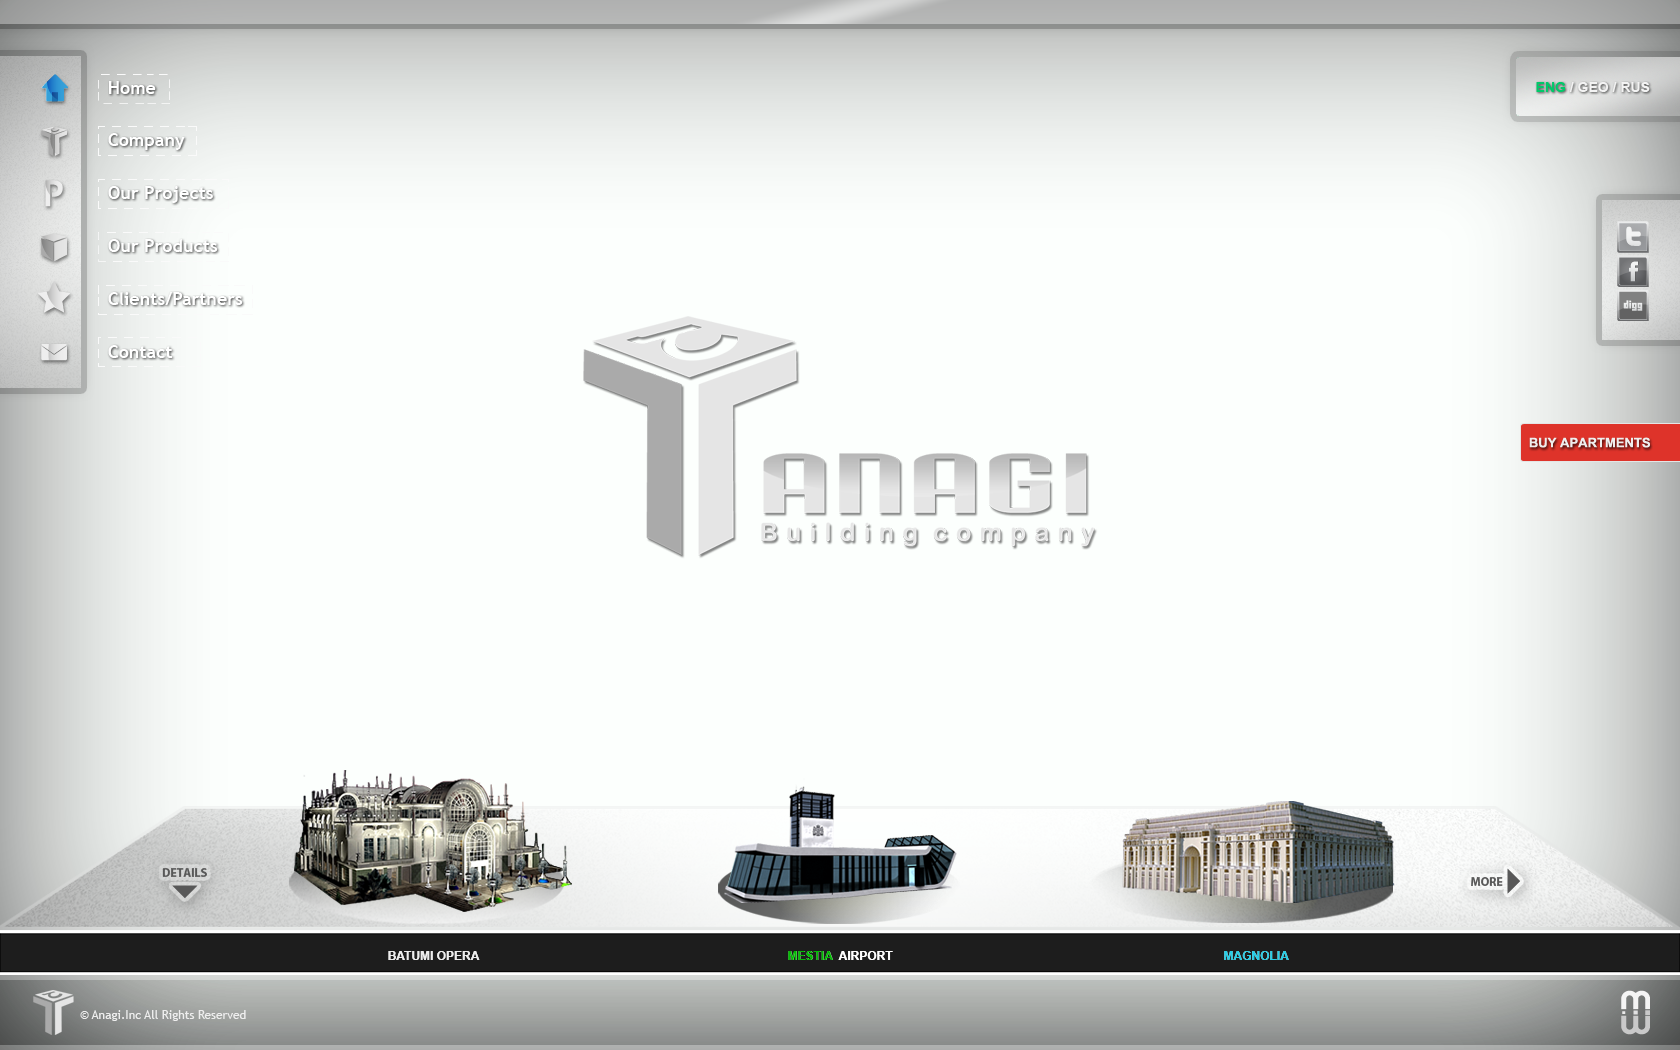 Home
ENG / GEO / RUS
Company
Our Projects
Our Products
Clients/Partners
Contact
digg
BUY APARTMENTS
ANAGI
Building company
DETAILS
MORE
BATUMI OPERA
MESTIA AIRPORT
MAGNOLIA
© Anagi.Inc All Rights Reserved